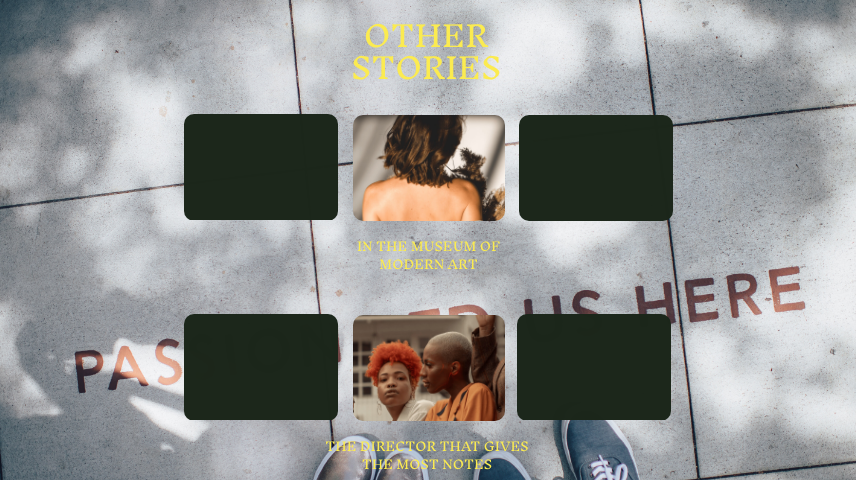 OTHER
STORIES
IN THE MUSEUM OF
MODERN ART
PAS US HERE
THE DIRECTOR THAT GIVES
THE MOST NOTES